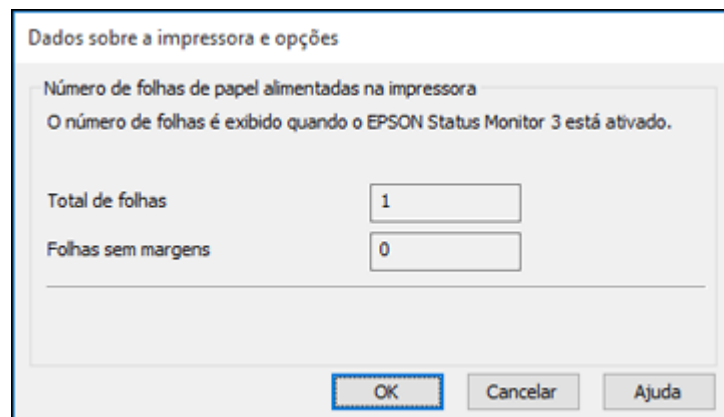 Dados sobre a impressora e opções
Número de folhas de papel alimentadas na impressora
O número de folhas é exibido quando o EPSON Status Monitor 3 está ativado.
Total de folhas 1
Folhas sem margens 0
OK Cancelar Ajuda